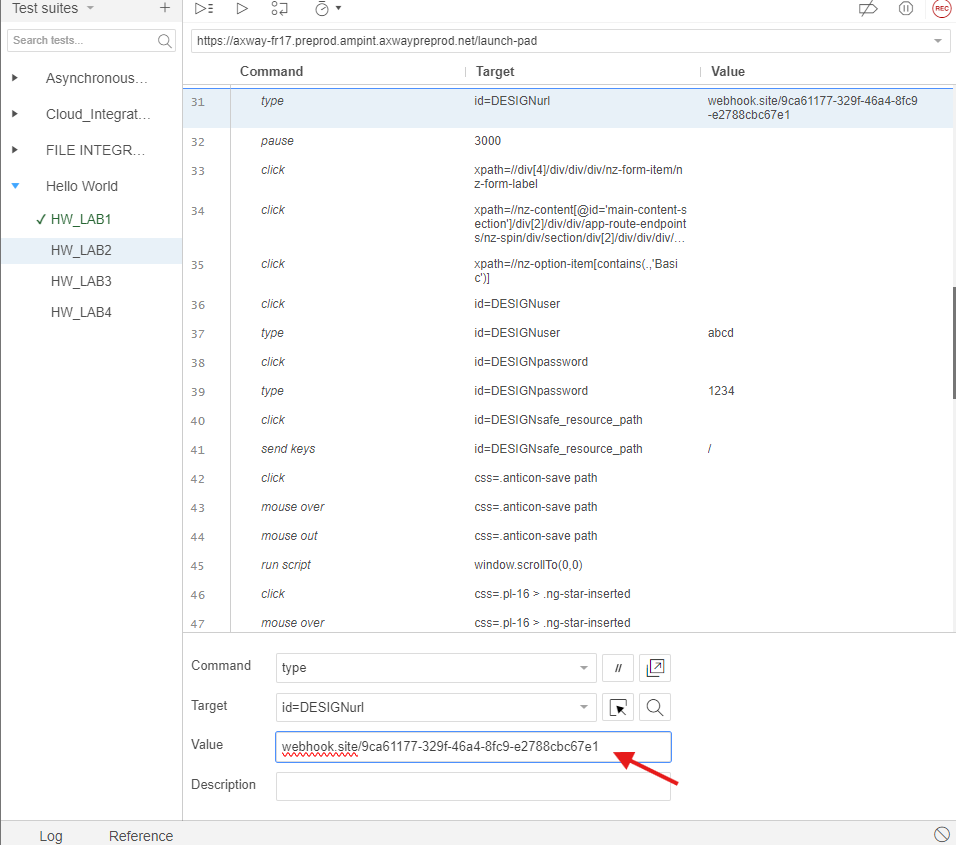 Test suites
+
REC
Search tests...
https://axway-fr17.preprod.ampint.axwaypreprod.net/launch-pad
Command Target Value
Asynchronous...
Cloud_Integrat...
FILE INTEGR...
Hello World
✓ HW_LAB1
HW_LAB2
HW_LAB3
HW_LAB4
31 type id=DESIGNurl webhook.site/9ca61177-329f-46a4-8fc9
-e2788cbc67e1
32 pause 3000
33 click xpath=//div[4]/div/div/div/nz-form-item/n
z-form-label
34 click xpath=//nz-content[@id='main-content-s
ection']/div[2]/div/div/app-route-endpoint
s/nz-spin/div/section/div[2]/div/div/div/...
35 click xpath=//nz-option-item[contains(.,'Basi
c')]
36 click id=DESIGNuser
37 type id=DESIGNuser abcd
38 click id=DESIGNpassword
39 type id=DESIGNpassword 1234
40 click id=DESIGNsafe_resource_path
41 send keys id=DESIGNsafe_resource_path /
42 click css=.anticon-save path
43 mouse over css=.anticon-save path
44 mouse out css=.anticon-save path
45 run script window.scrollTo(0,0)
46 click css=.pl-16 > .ng-star-inserted
47 mouse over css=.pl-16 > .ng-star-inserted
Command type //
Target id=DESIGNurl
Value webhook.site/9ca61177-329f-46a4-8fc9-e2788cbc67e1
Description
Log Reference